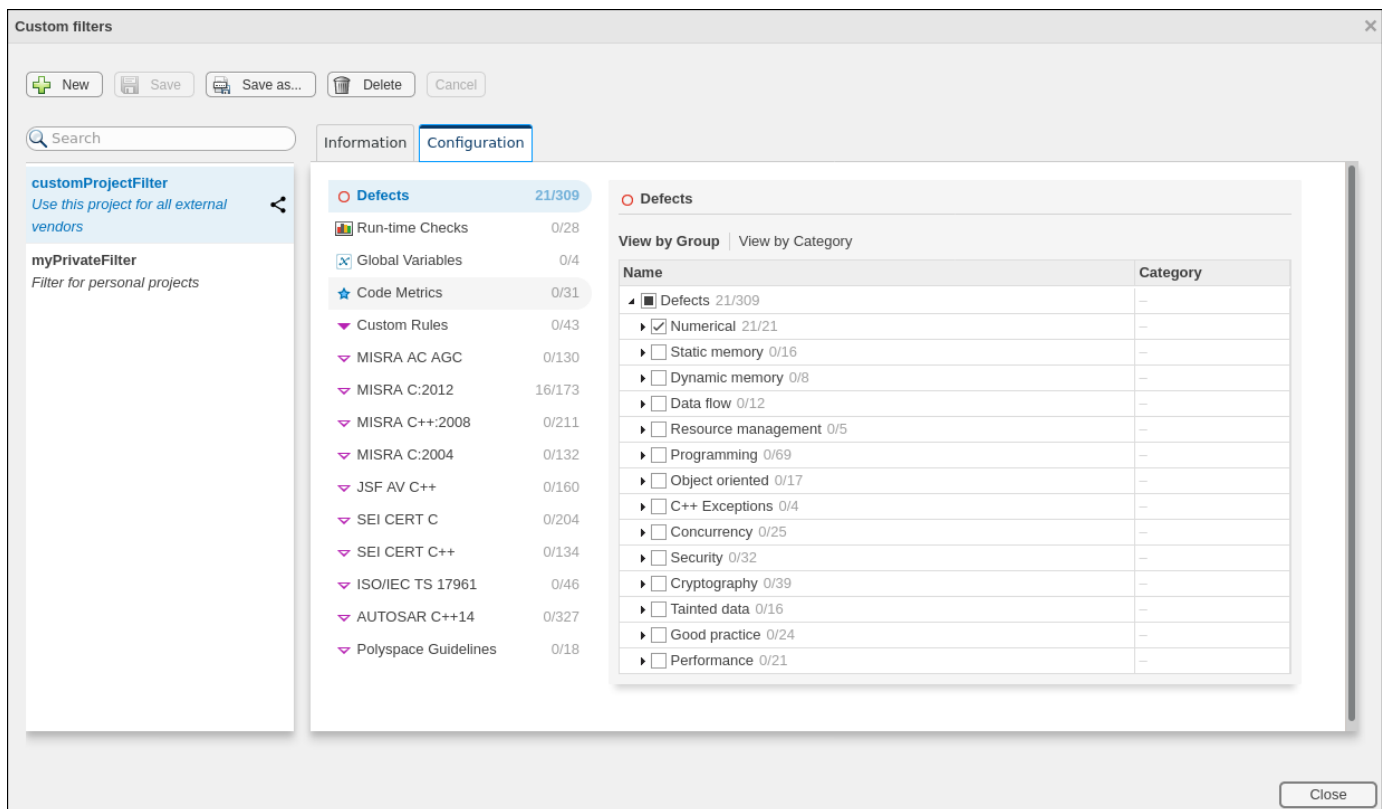 Custom filters
New Save Save as... Delete Cancel
Search
customProjectFilter
Use this project for all external
vendors
myPrivateFilter
Filter for personal projects
Information Configuration
Defects 21/309
Run-time Checks 0/28
Global Variables 0/4
Code Metrics 0/31
Custom Rules 0/43
MISRA AC AGC 0/130
MISRA C:2012 16/173
MISRA C++:2008 0/211
MISRA C:2004 0/132
JSF AV C++ 0/160
SEI CERT C 0/204
SEI CERT C++ 0/134
ISO/IEC TS 17961 0/46
AUTOSAR C++14 0/327
Polyspace Guidelines 0/18
Defects
View by Group View by Category
Name Category
Defects 21/309 –
Numerical 21/21 –
Static memory 0/16 –
Dynamic memory 0/8 –
Data flow 0/12 –
Resource management 0/5 –
Programming 0/69 –
Object oriented 0/17 –
C++ Exceptions 0/4 –
Concurrency 0/25 –
Security 0/32 –
Cryptography 0/39 –
Tainted data 0/16 –
Good practice 0/24 –
Performance 0/21 –
Close